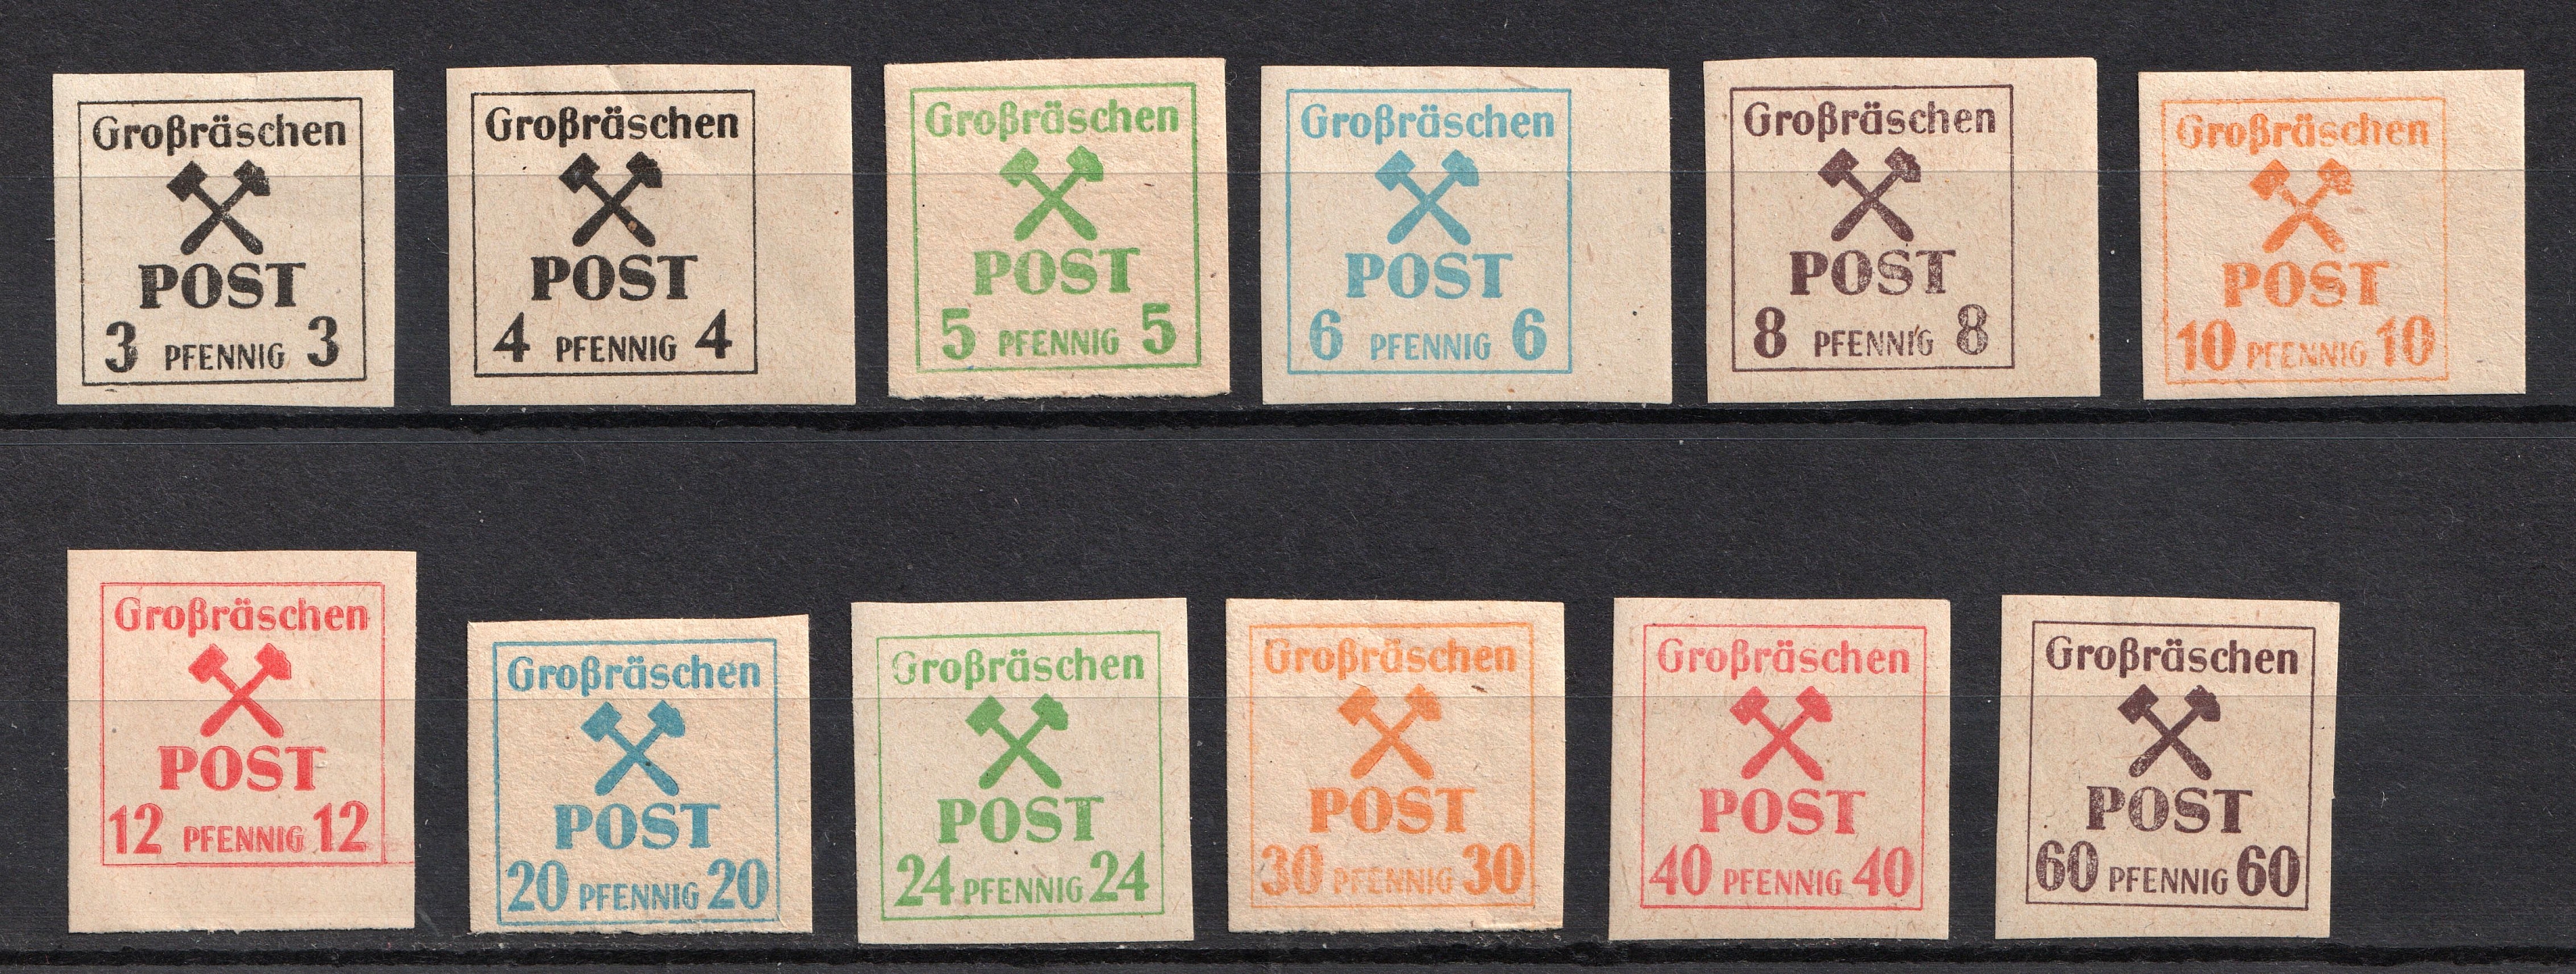 Großräschen
POST
3 PFENNIG 3
Großräschen
POST
4 PFENNIG 4
Großräschen
POST
5 PFENNIG 5
Großräschen
POST
6 PFENNIG 6
Großräschen
POST
8 PFENNIG 8
Großräschen
POST
10 PFENNIG 10
Großräschen
POST
12 PFENNIG 12
Großräschen
POST
20 PFENNIG 20
Großräschen
POST
24 PFENNIG 24
Großräschen
POST
30 PFENNIG 30
Großräschen
POST
40 PFENNIG 40
Großräschen
POST
60 PFENNIG 60